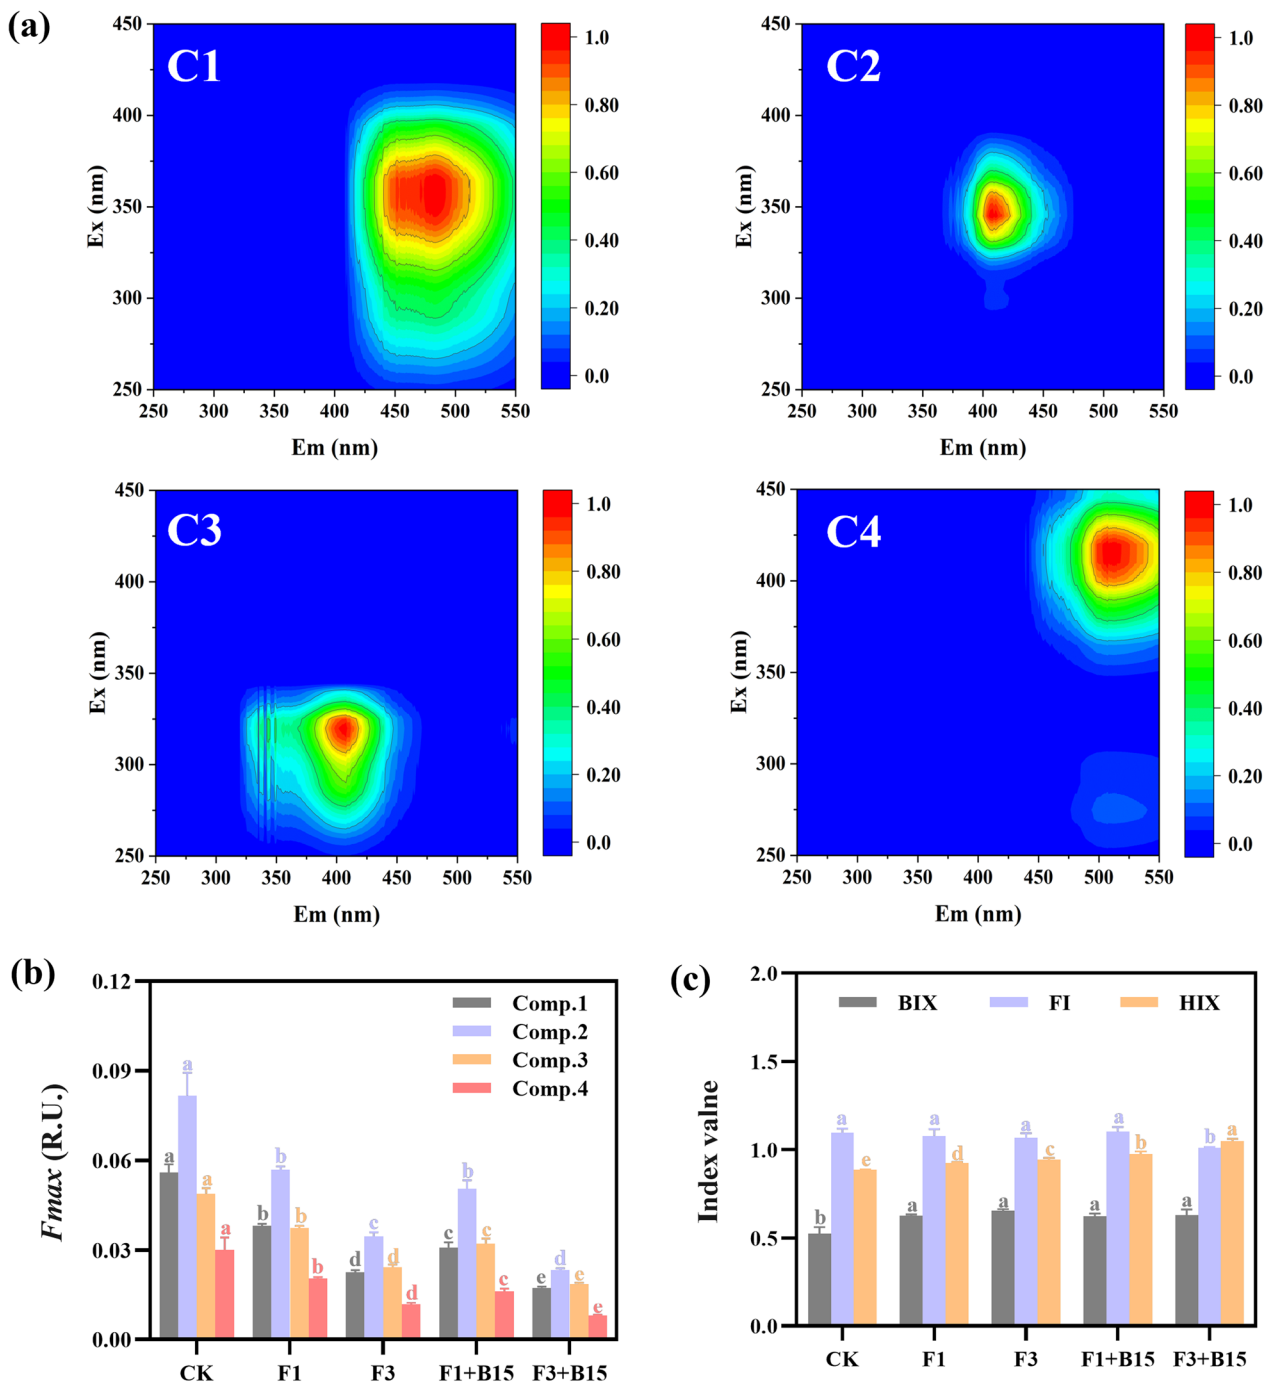 (a)
C1
450
400
350
300
250
Ex (nm)
250 300 350 400 450 500 550
Em (nm)
1.0
0.80
0.60
0.40
0.20
0.0
C2
450
400
350
300
250
Ex (nm)
250 300 350 400 450 500 550
Em (nm)
1.0
0.80
0.60
0.40
0.20
0.0
C3
450
400
350
300
250
Ex (nm)
250 300 350 400 450 500 550
Em (nm)
1.0
0.80
0.60
0.40
0.20
0.0
C4
450
400
350
300
250
Ex (nm)
250 300 350 400 450 500 550
Em (nm)
1.0
0.80
0.60
0.40
0.20
0.0
(b)
0.12
0.09
0.06
0.03
0.00
Fmax (R.U.)
Comp.1
Comp.2
Comp.3
Comp.4
a a a a
b b b b
d c d d
c b c c
e d e e
CK F1 F3 F1+B15 F3+B15
(c)
2.0
1.5
1.0
0.5
0.0
Index valne
BIX FI HIX
b a e
a a d
a a c
a a b
a b a
CK F1 F3 F1+B15 F3+B15